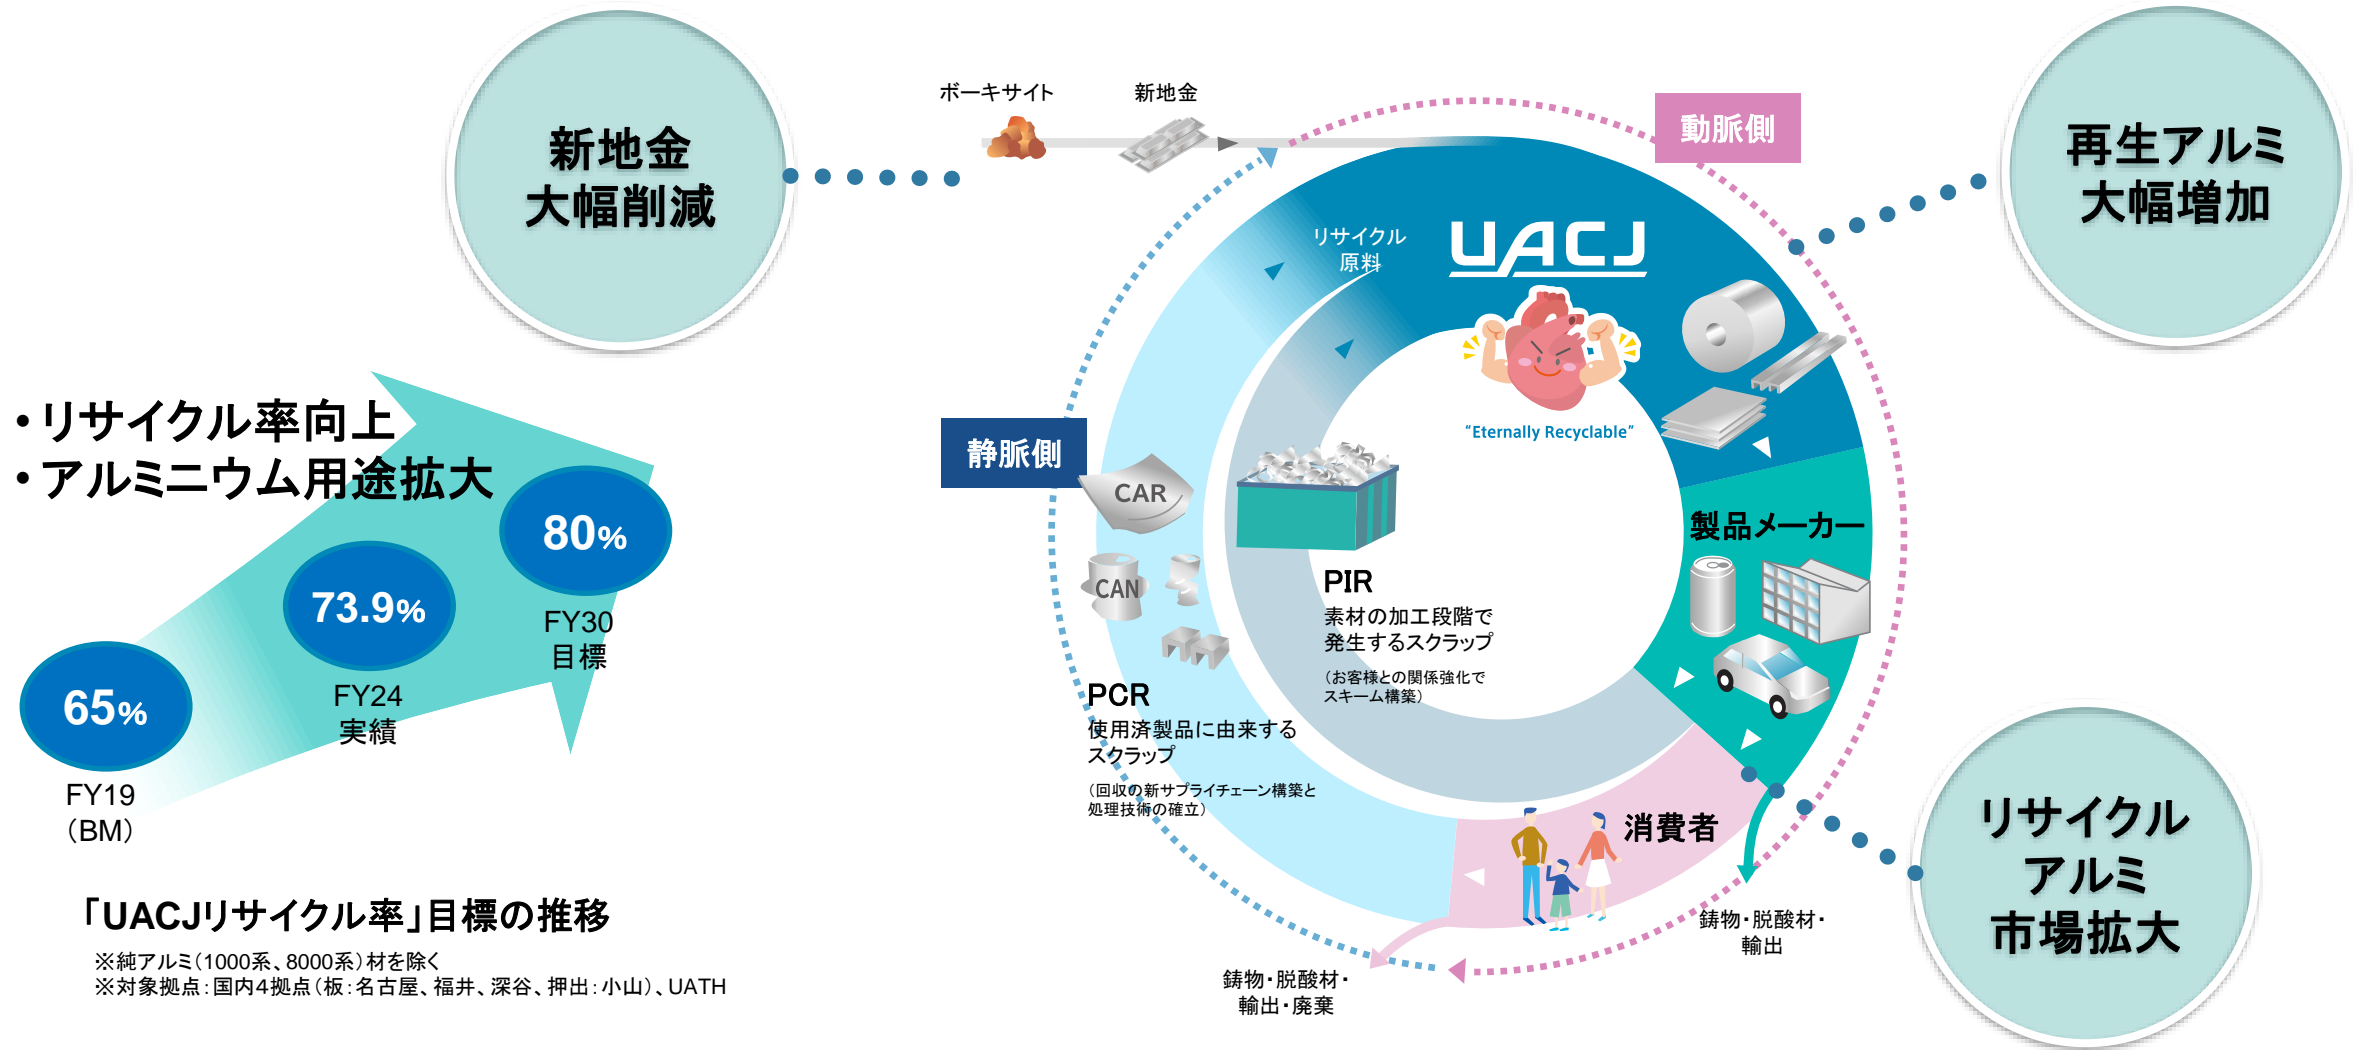 新地金
大幅削減
ボーキサイト
新地金
動脈側
再生アルミ
大幅増加
リサイクル
原料
UACJ
“Eternally Recyclable”
・リサイクル率向上
・アルミニウム用途拡大
80%
FY30
目標
73.9%
FY24
実績
65%
FY19
（BM）
「UACJリサイクル率」目標の推移
※純アルミ（1000系、8000系）材を除く
※対象拠点：国内４拠点（板：名古屋、福井、深谷、押出：小山）、UATH
静脈側
CAR
CAN
PCR
使用済製品に由来する
スクラップ
（回収の新サプライチェーン構築と
処理技術の確立）
PIR
素材の加工段階で
発生するスクラップ
（お客様との関係強化で
スキーム構築）
製品メーカー
消費者
鋳物・脱酸材・
輸出
鋳物・脱酸材・
輸出・廃棄
リサイクル
アルミ
市場拡大